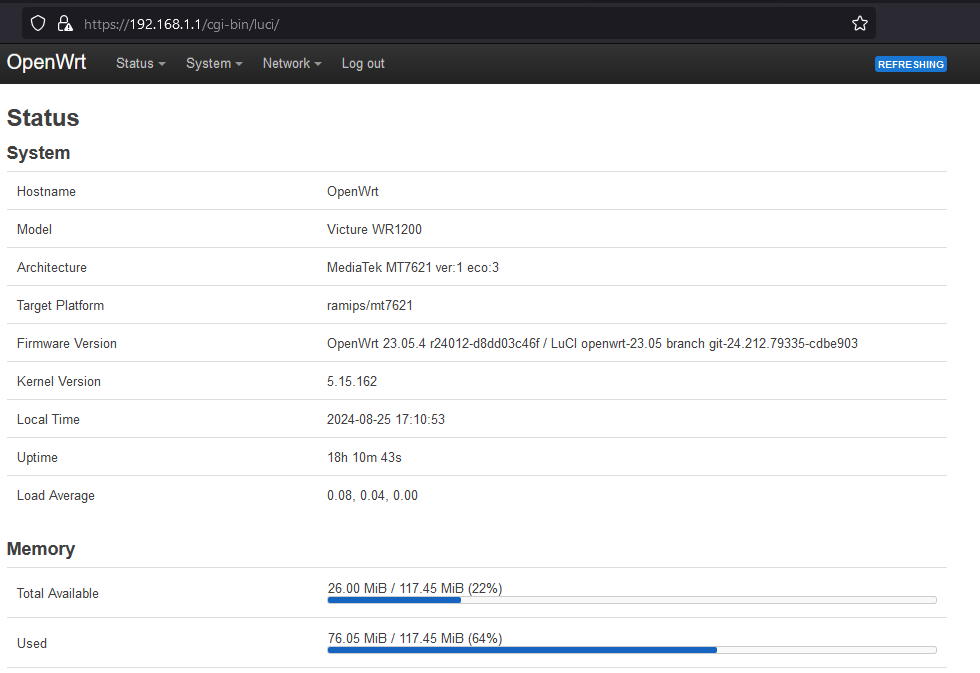 https://192.168.1.1/cgi-bin/luci/
OpenWrt Status System Network Log out REFRESHING
Status
System
Hostname OpenWrt
Model Victure WR1200
Architecture MediaTek MT7621 ver:1 eco:3
Target Platform ramips/mt7621
Firmware Version OpenWrt 23.05.4 r24012-d8dd03c46f / LuCI openwrt-23.05 branch git-24.212.79335-cdbe903
Kernel Version 5.15.162
Local Time 2024-08-25 17:10:53
Uptime 18h 10m 43s
Load Average 0.08, 0.04, 0.00
Memory
Total Available 26.00 MiB / 117.45 MiB (22%)
Used 76.05 MiB / 117.45 MiB (64%)